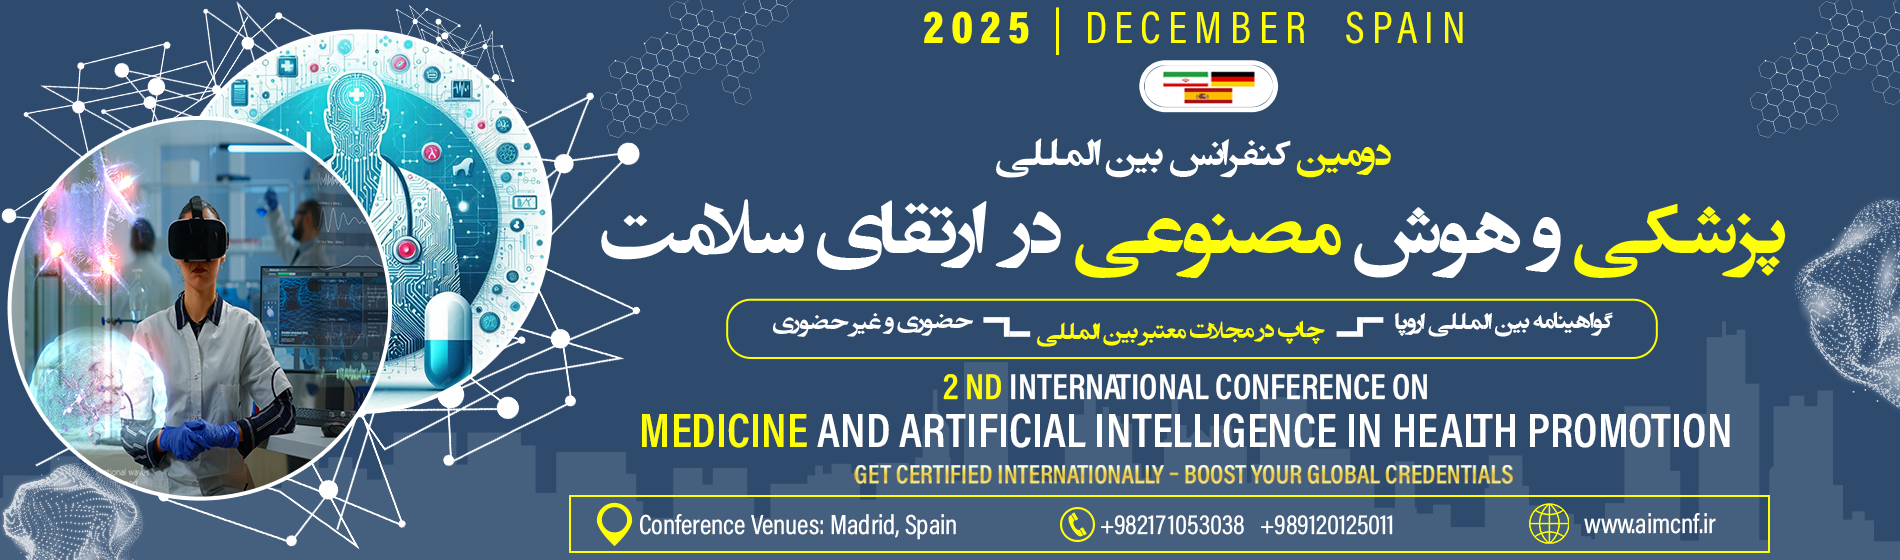 2025 | DECEMBER SPAIN
دومین کنفرانس بین المللی
پزشکی و هوش مصنوعی در ارتقای سلامت
گواهینامه بین المللی اروپا چاپ در مجلات معتبر بین المللی حضوری و غیر حضوری
2 ND INTERNATIONAL CONFERENCE ON
MEDICINE AND ARTIFICIAL INTELLIGENCE IN HEALTH PROMOTION
GET CERTIFIED INTERNATIONALLY - BOOST YOUR GLOBAL CREDENTIALS
Conference Venues: Madrid, Spain +982171053038 +989120125011 www.aimcnf.ir